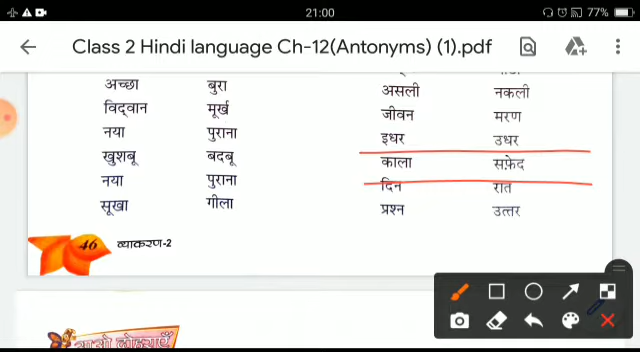 21:00
77%
Class 2 Hindi language Ch-12(Antonyms) (1).pdf
अच्छा बुरा
विद्वान मूर्ख
नया पुराना
खुशबू बदबू
नया पुराना
सूखा गीला
असली नकली
जीवन मरण
इधर उधर
काला सफ़ेद
दिन रात
प्रश्न उत्तर
46 व्याकरण-2